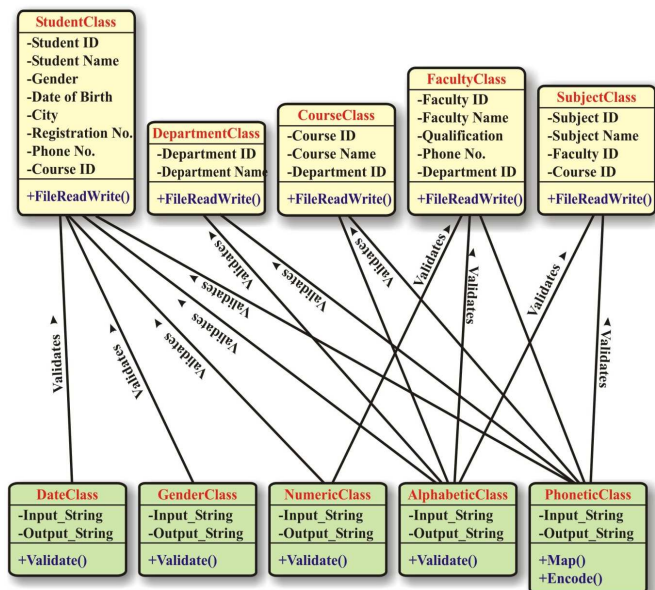 StudentClass
-Student ID
-Student Name
-Gender
-Date of Birth
-City
-Registration No.
-Phone No.
-Course ID
+FileReadWrite()
DepartmentClass
-Department ID
-Department Name
+FileReadWrite()
CourseClass
-Course ID
-Course Name
-Department ID
+FileReadWrite()
FacultyClass
-Faculty ID
-Faculty Name
-Qualification
-Phone No.
-Department ID
+FileReadWrite()
SubjectClass
-Subject ID
-Subject Name
-Faculty ID
-Course ID
+FileReadWrite()
Validates
Validates
Validates
Validates
Validates
Validates
Validates
Validates
Validates
Validates
Validates
Validates
DateClass
-Input_String
-Output_String
+Validate()
GenderClass
-Input_String
-Output_String
+Validate()
NumericClass
-Input_String
-Output_String
+Validate()
AlphabeticClass
-Input_String
-Output_String
+Validate()
PhoneticClass
-Input_String
-Output_String
+Map()
+Encode()